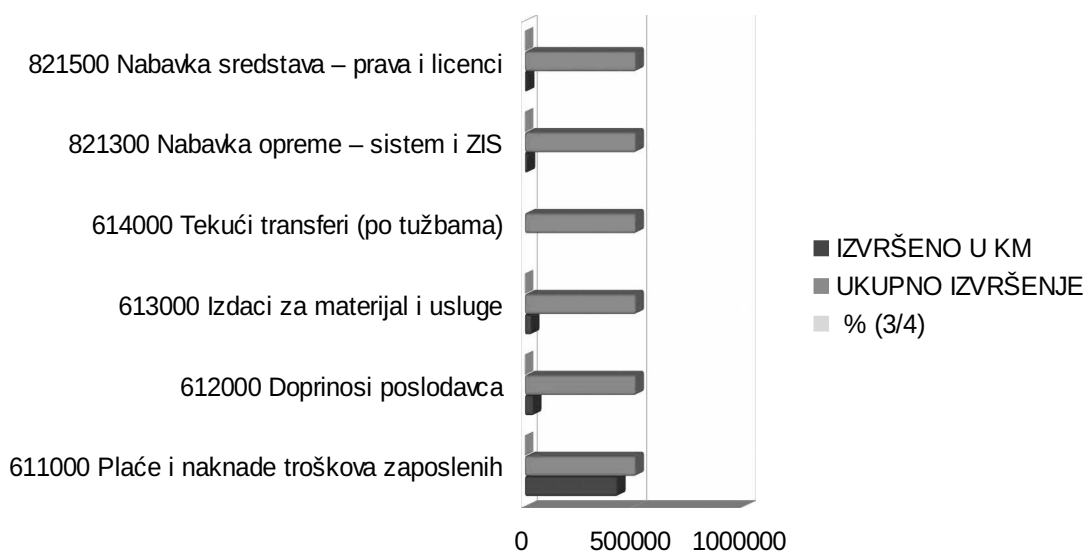 821500 Nabavka sredstava – prava i licenci
821300 Nabavka opreme – sistem i ZIS
614000 Tekući transferi (po tužbama)
613000 Izdaci za materijal i usluge
612000 Doprinosi poslodavca
611000 Plaće i naknade troškova zaposlenih
0 500000 1000000
IZVRŠENO U KM
UKUPNO IZVRŠENJE
% (3/4)